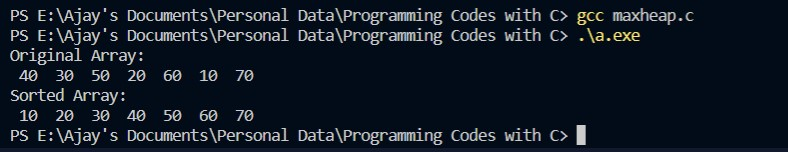 PS E:\Ajay's Documents\Personal Data\Programming Codes with C> gcc maxheap.c
PS E:\Ajay's Documents\Personal Data\Programming Codes with C> .\a.exe
Original Array:
 40  30  50  20  60  10  70
Sorted Array:
 10  20  30  40  50  60  70
PS E:\Ajay's Documents\Personal Data\Programming Codes with C>